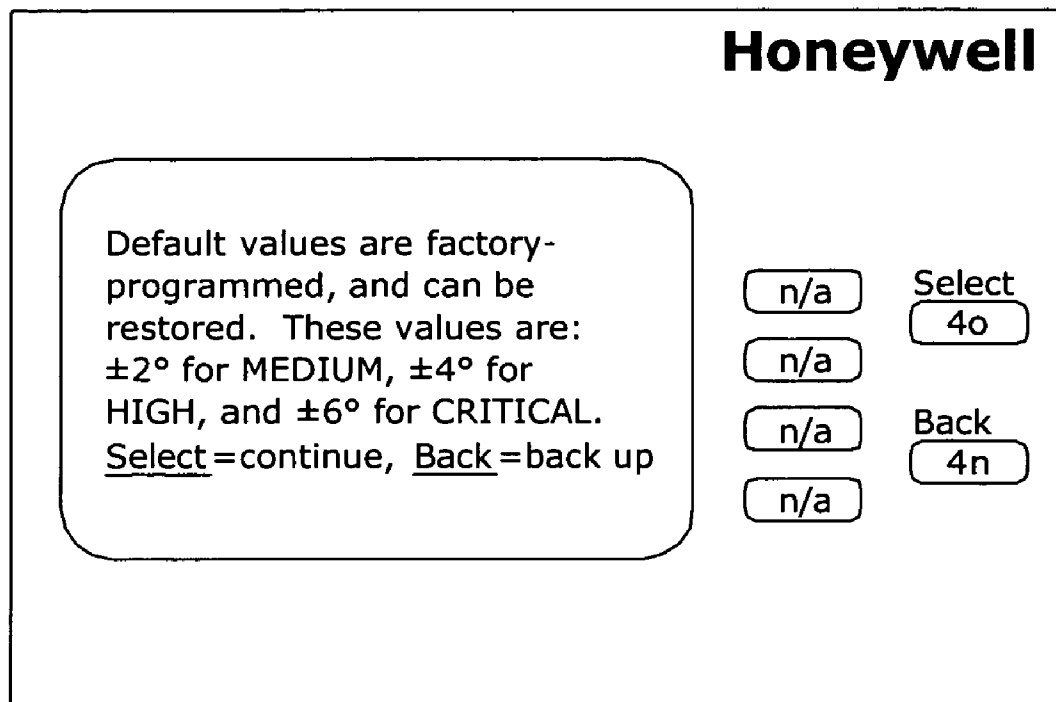 Honeywell
Default values are factory-
programmed, and can be
restored. These values are:
±2° for MEDIUM, ±4° for
HIGH, and ±6° for CRITICAL.
Select=continue, Back=back up
n/a
n/a
n/a
n/a
Select
4o
Back
4n